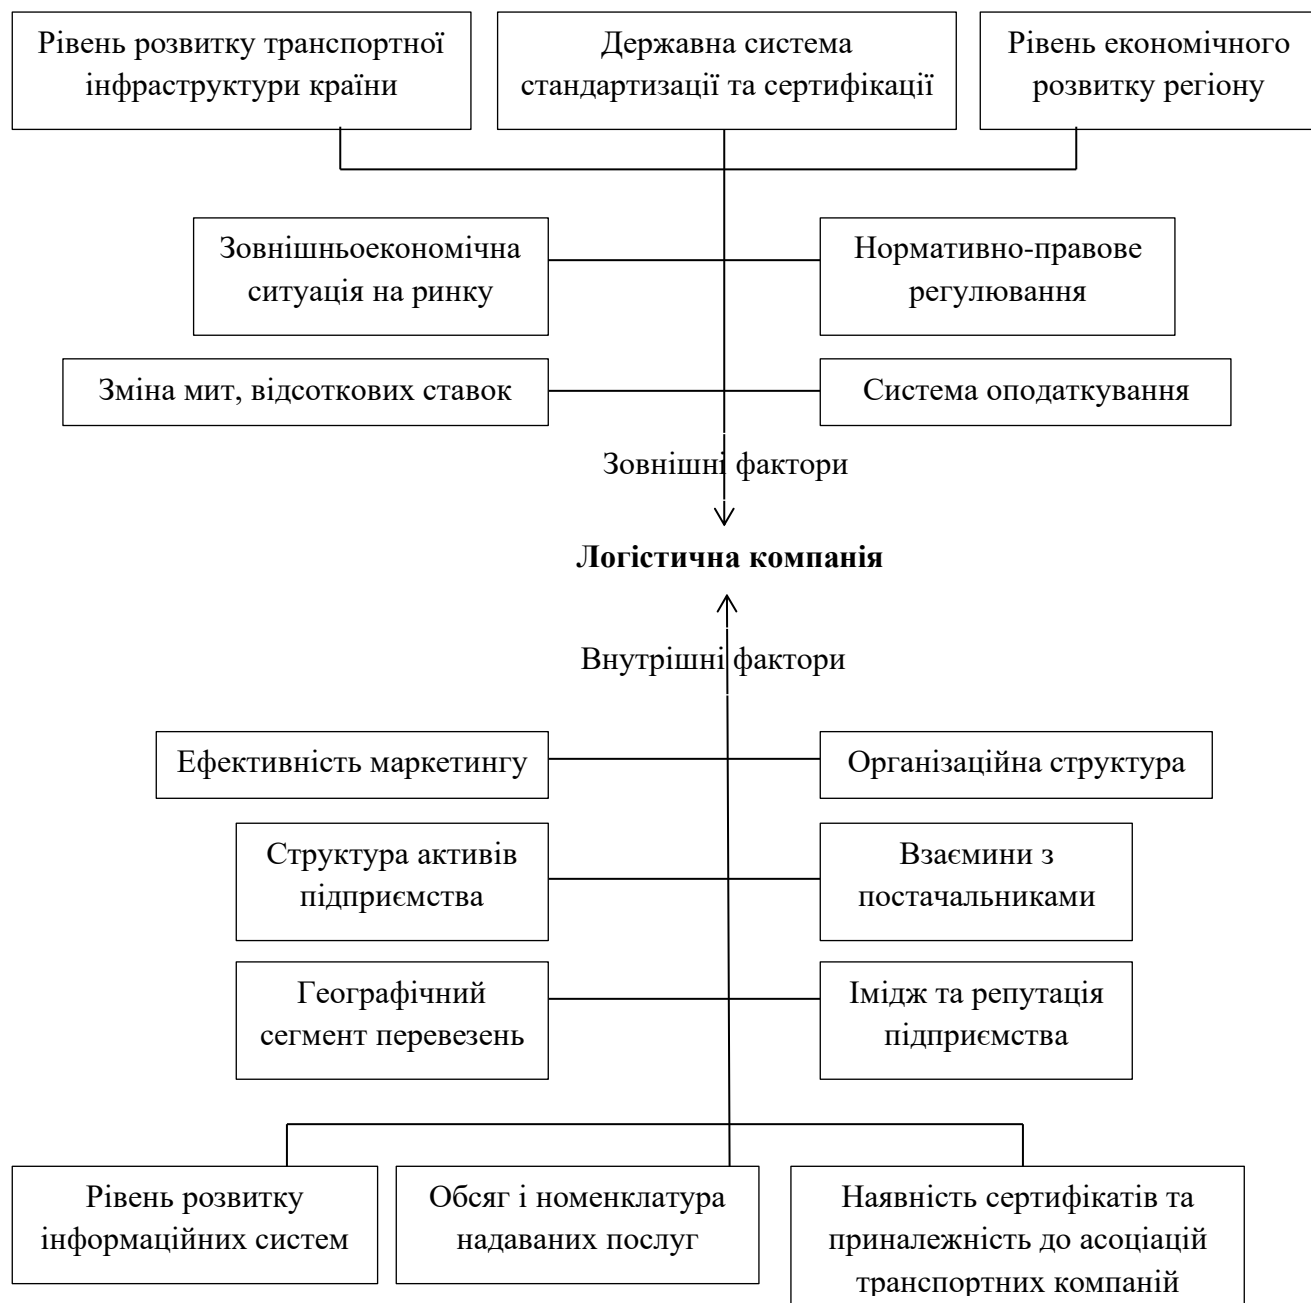 Рівень розвитку транспортної
інфраструктури країни
Державна система
стандартизації та сертифікації
Рівень економічного
розвитку регіону
Зовнішньоекономічна
ситуація на ринку
Нормативно-правове
регулювання
Зміна мит, відсоткових ставок
Система оподаткування
Зовнішні фактори
Логістична компанія
Внутрішні фактори
Ефективність маркетингу
Організаційна структура
Структура активів
підприємства
Взаємини з
постачальниками
Географічний
сегмент перевезень
Імідж та репутація
підприємства
Рівень розвитку
інформаційних систем
Обсяг і номенклатура
надаваних послуг
Наявність сертифікатів та
приналежність до асоціацій
транспортних компаній